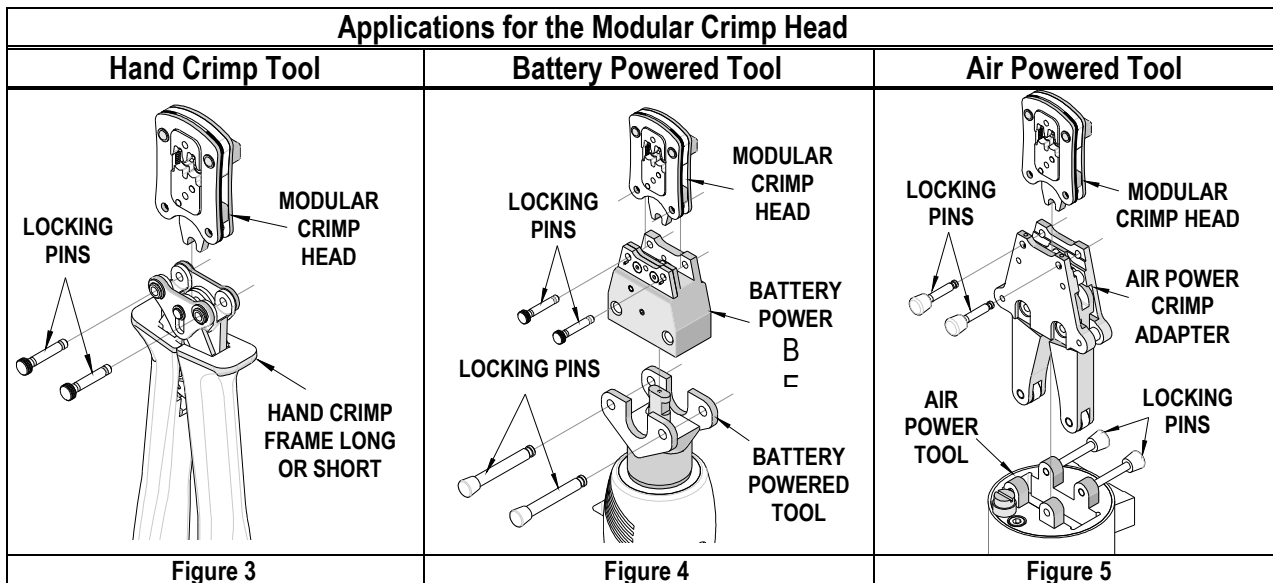 Applications for the Modular Crimp Head
Hand Crimp Tool
Battery Powered Tool
Air Powered Tool
LOCKING
PINS
MODULAR
CRIMP
HEAD
HAND CRIMP
FRAME LONG
OR SHORT
MODULAR
CRIMP
HEAD
LOCKING
PINS
BATTERY
POWER
B
LOCKING PINS
BATTERY
POWERED
TOOL
LOCKING
PINS
MODULAR
CRIMP HEAD
AIR POWER
CRIMP
ADAPTER
AIR
POWER
TOOL
LOCKING
PINS
Figure 3
Figure 4
Figure 5